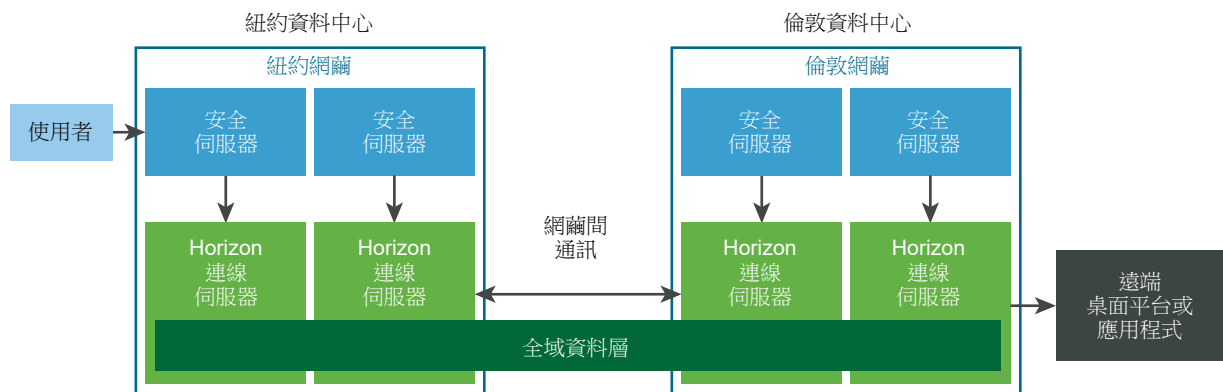 紐約資料中心
倫敦資料中心
紐約網繭
倫敦網繭
使用者
安全
伺服器
安全
伺服器
安全
伺服器
安全
伺服器
網繭間
通訊
Horizon
連線
伺服器
Horizon
連線
伺服器
Horizon
連線
伺服器
Horizon
連線
伺服器
遠端
桌面平台或
應用程式
全域資料層